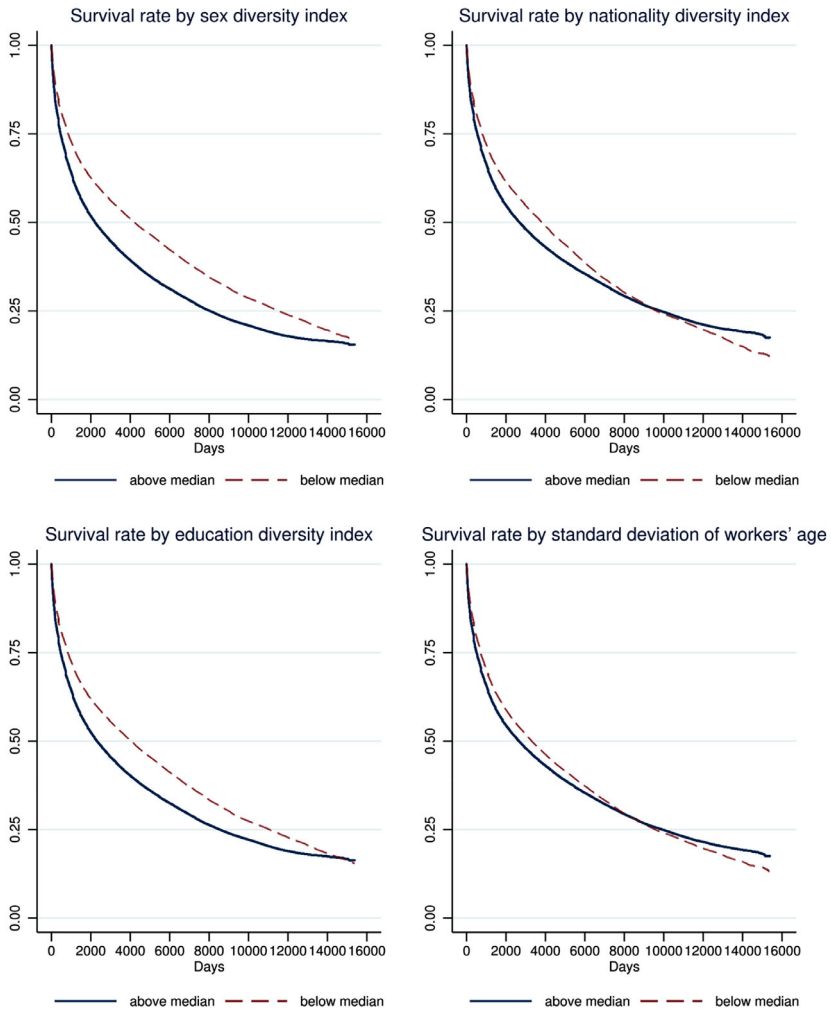 Survival rate by sex diversity index
1.00
0.75
0.50
0.25
0.00
0 2000 4000 6000 8000 10000 12000 14000 16000
Days
above median below median
Survival rate by nationality diversity index
1.00
0.75
0.50
0.25
0.00
0 2000 4000 6000 8000 10000 12000 14000 16000
Days
above median below median
Survival rate by education diversity index
1.00
0.75
0.50
0.25
0.00
0 2000 4000 6000 8000 10000 12000 14000 16000
Days
above median below median
Survival rate by standard deviation of workers' age
1.00
0.75
0.50
0.25
0.00
0 2000 4000 6000 8000 10000 12000 14000 16000
Days
above median below median